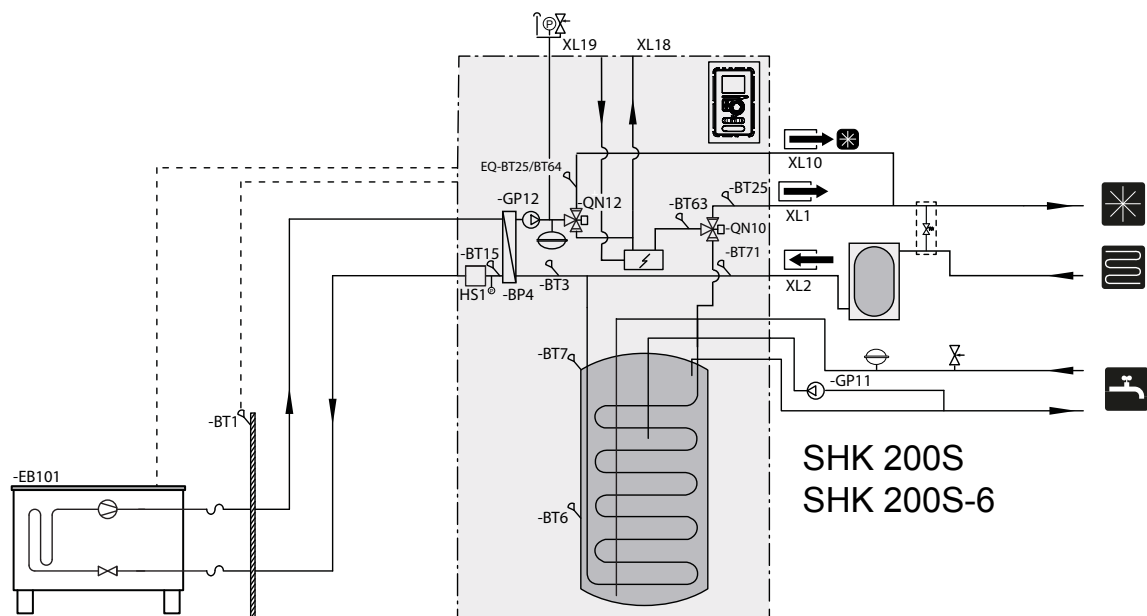 P
XL19
XL18
EQ-BT25/BT64
XL10
-BT25
-GP12
-QN12
-BT63
XL1
-QN10
-BT15
-BT71
HS1
P
-BP4
-BT3
XL2
-BT7
-GP11
-BT1
SHK 200S
-EB101
SHK 200S-6
-BT6